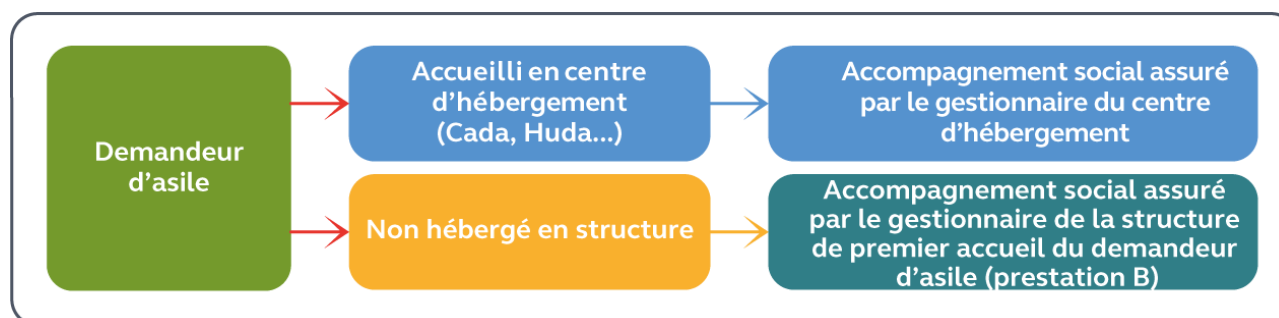 Demandeur
d'asile
Accueilli en centre
d'hébergement
(Cada, Huda...)
Accompagnement social assuré
par le gestionnaire du centre
d'hébergement
Non hébergé en structure
Accompagnement social assuré
par le gestionnaire de la structure
de premier accueil du demandeur
d'asile (prestation B)